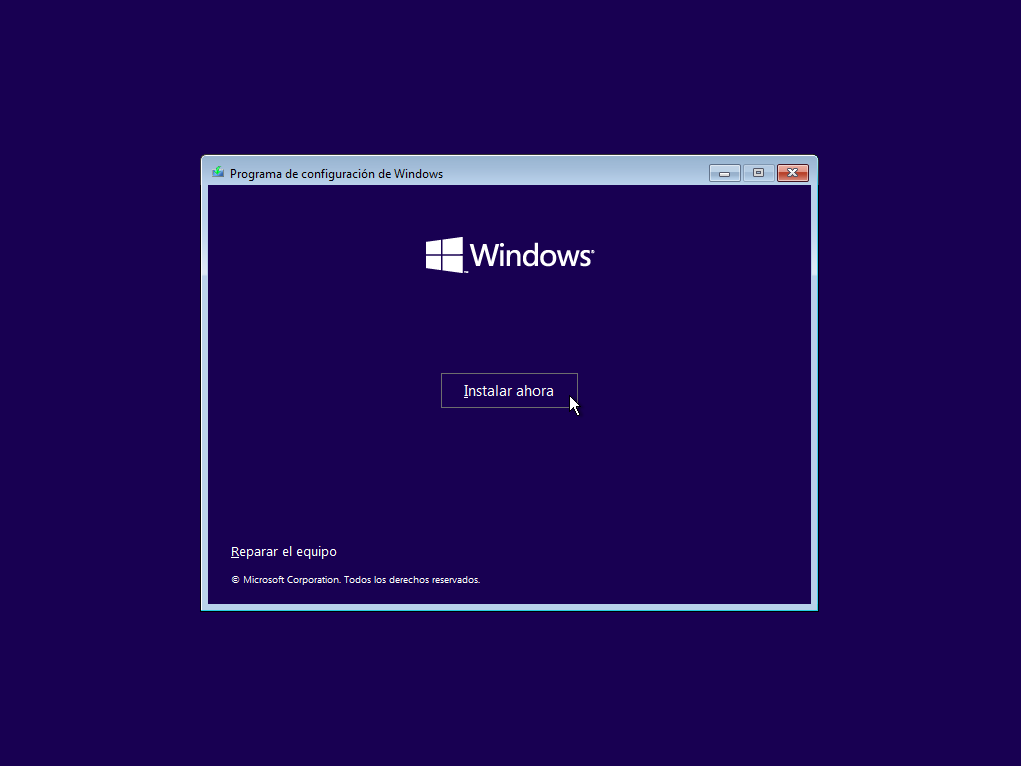 Programa de configuración de Windows
Windows
Instalar ahora
Reparar el equipo
© Microsoft Corporation. Todos los derechos reservados.